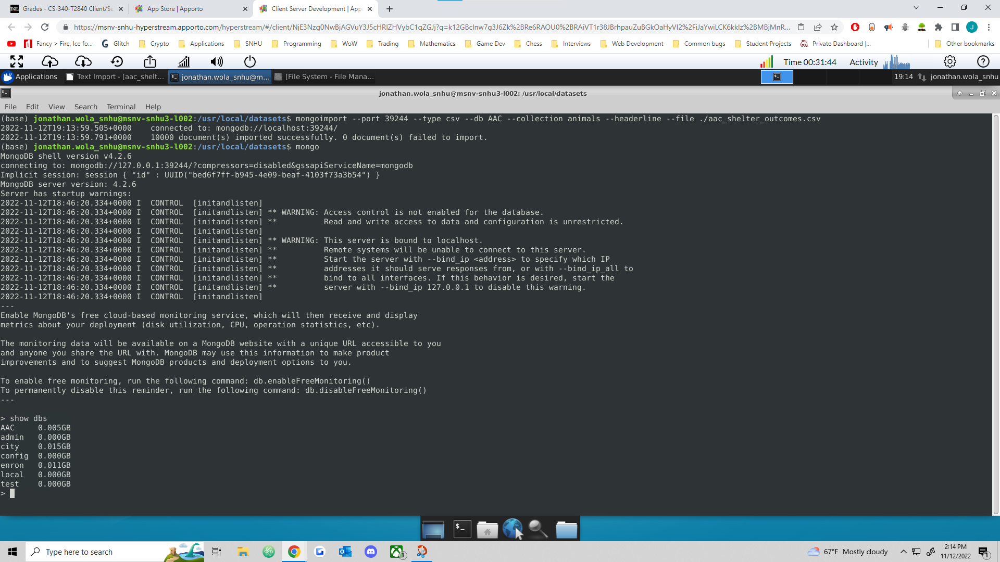 Grades - CS-340-T2840 Client/Se
App Store | Apporto
Client Server Development | App
https://msnv-snhu-hyperstream.apporto.com/hyperstream/#/client/
Fancy > Fire, Ice fo...
Glitch
Crypto
Applications
SNHU
Programming
WoW
Trading
Mathematics
Game Dev
Chess
Interviews
Web Development
Common bugs
Student Projects
Private Dashboard |...
Other bookmarks
Time 00:31:44
Activity
Applications
Text Import - [aac_shelt...
jonathan.wola_snhu@m...
[File System - File Mana...
19:14
jonathan.wola_snhu
jonathan.wola_snhu@msnv-snhu3-l002: /usr/local/datasets
File Edit View Search Terminal Help
(base) jonathan.wola_snhu@msnv-snhu3-l002:/usr/local/datasets$ mongoimport --port 39244 --type csv --db AAC --collection animals --headerline --file ./aac_shelter_outcomes.csv
2022-11-12T19:13:59.505+0000    connected to: mongodb://localhost:39244/
2022-11-12T19:13:59.791+0000    10000 document(s) imported successfully. 0 document(s) failed to import.
(base) jonathan.wola_snhu@msnv-snhu3-l002:/usr/local/datasets$ mongo
MongoDB shell version v4.2.6
connecting to: mongodb://127.0.0.1:39244/?compressors=disabled&gssapiServiceName=mongodb
Implicit session: session { "id" : UUID("bed6f7ff-b945-4e09-beaf-4103f73a3b54") }
MongoDB server version: 4.2.6
Server has startup warnings:
2022-11-12T18:46:20.334+0000 I  CONTROL  [initandlisten]
2022-11-12T18:46:20.334+0000 I  CONTROL  [initandlisten] ** WARNING: Access control is not enabled for the database.
2022-11-12T18:46:20.334+0000 I  CONTROL  [initandlisten] **          Read and write access to data and configuration is unrestricted.
2022-11-12T18:46:20.334+0000 I  CONTROL  [initandlisten]
2022-11-12T18:46:20.334+0000 I  CONTROL  [initandlisten] ** WARNING: This server is bound to localhost.
2022-11-12T18:46:20.334+0000 I  CONTROL  [initandlisten] **          Remote systems will be unable to connect to this server.
2022-11-12T18:46:20.334+0000 I  CONTROL  [initandlisten] **          Start the server with --bind_ip <address> to specify which IP
2022-11-12T18:46:20.334+0000 I  CONTROL  [initandlisten] **          addresses it should serve responses from, or with --bind_ip_all to
2022-11-12T18:46:20.334+0000 I  CONTROL  [initandlisten] **          bind to all interfaces. If this behavior is desired, start the
2022-11-12T18:46:20.334+0000 I  CONTROL  [initandlisten] **          server with --bind_ip 127.0.0.1 to disable this warning.
2022-11-12T18:46:20.334+0000 I  CONTROL  [initandlisten]
---
Enable MongoDB's free cloud-based monitoring service, which will then receive and display
metrics about your deployment (disk utilization, CPU, operation statistics, etc).
The monitoring data will be available on a MongoDB website with a unique URL accessible to you
and anyone you share the URL with. MongoDB may use this information to make product
improvements and to suggest MongoDB products and deployment options to you.
To enable free monitoring, run the following command: db.enableFreeMonitoring()
To permanently disable this reminder, run the following command: db.disableFreeMonitoring()
---
> show dbs
AAC     0.005GB
admin   0.000GB
city    0.015GB
config  0.000GB
enron   0.011GB
local   0.000GB
test    0.000GB
>
Type here to search
67°F Mostly cloudy
2:14 PM
11/12/2022